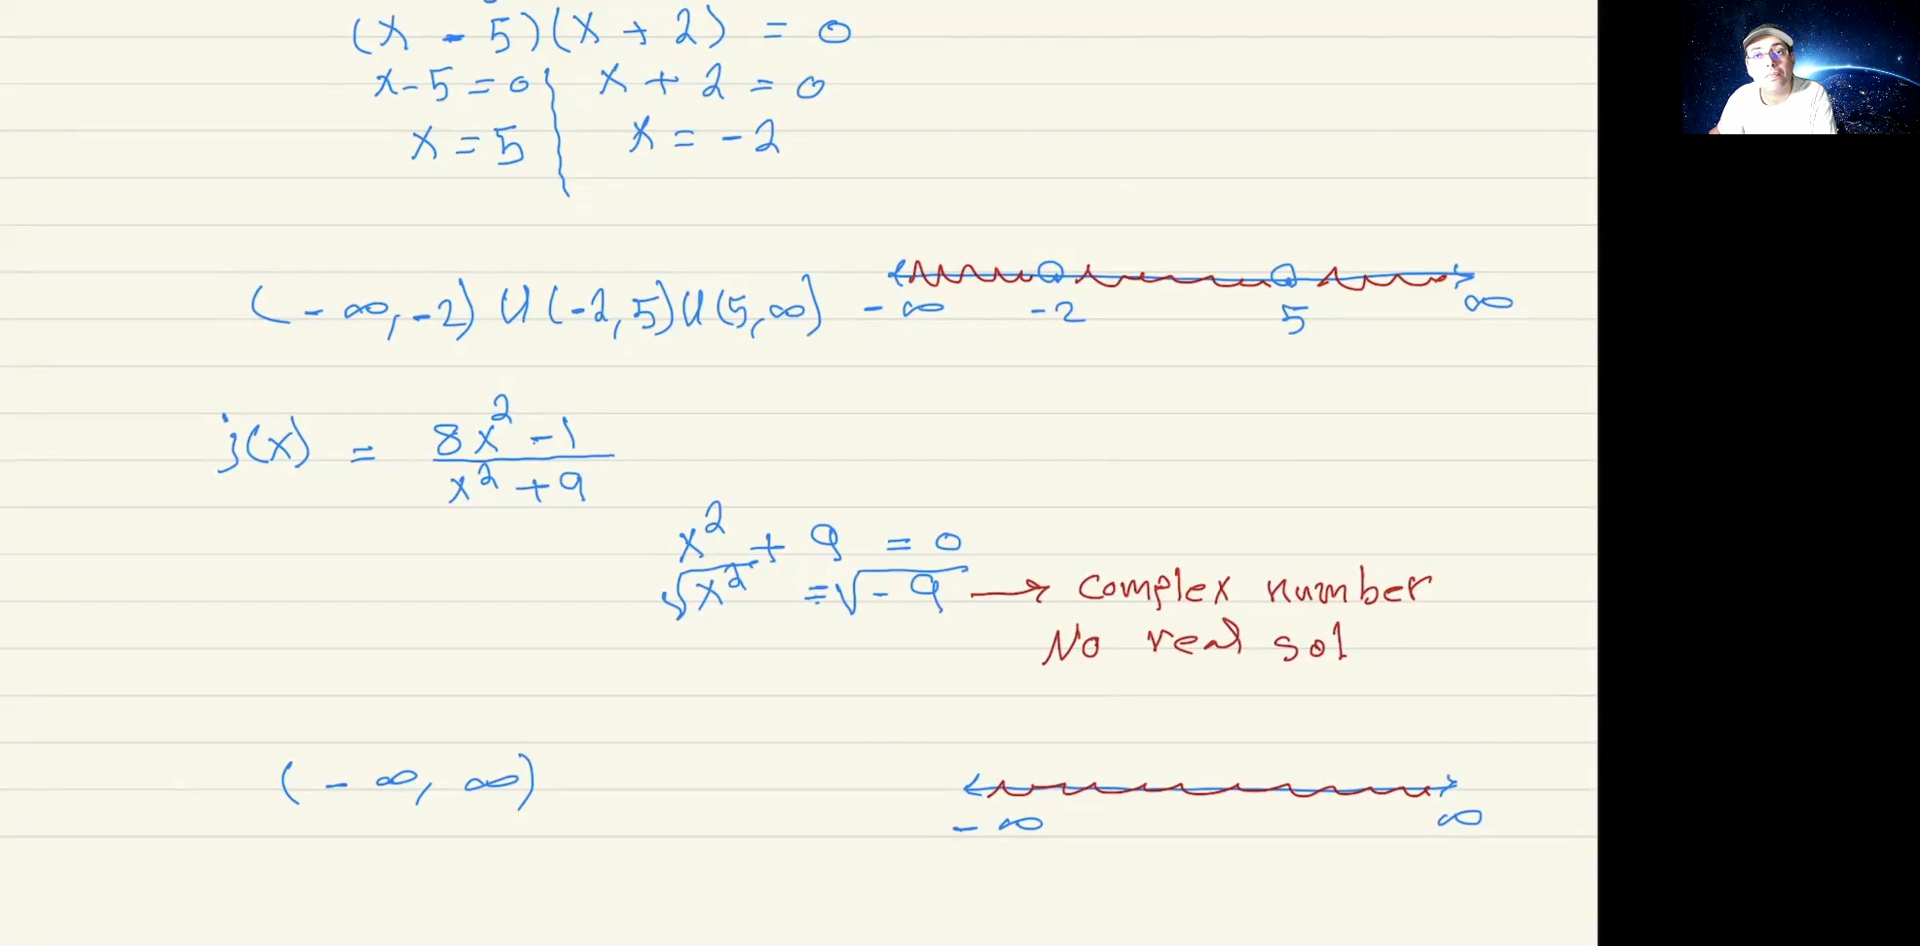 (x - 5)(x + 2) = 0
x - 5 = 0 x + 2 = 0
x = 5 x = -2
(-∞, -2) U (-2, 5) U (5, ∞) -∞ -2 5 ∞
j(x) = 8x² - 1
x² + 9
x² + 9 = 0
√x² = √-9 → complex number
No real sol
(-∞, ∞)
-∞ ∞